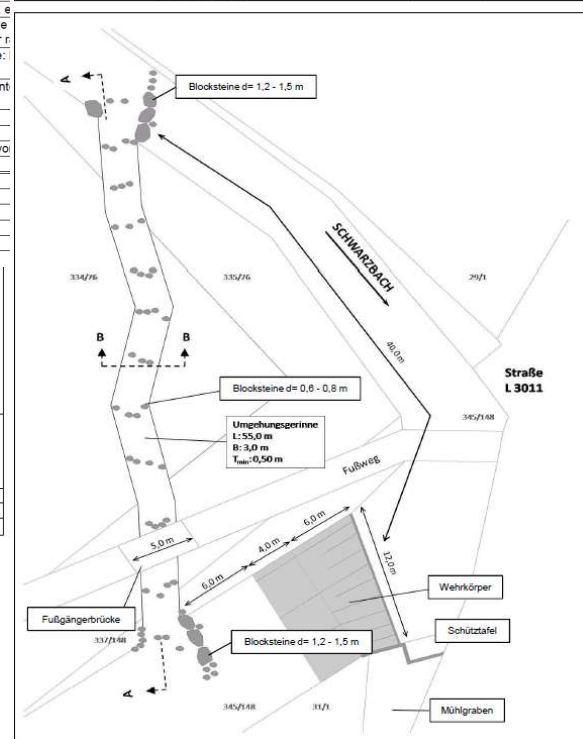 A
Blocksteine d= 1,2 - 1,5 m
SCHWARZBACH
334/76
335/76
29/1
B
B
40,0 m
Straße
L 3011
Blocksteine d= 0,6 - 0,8 m
345/148
Umgehungsgerinne
L: 55,0 m
B: 3,0 m
Tmin: 0,50 m
Fußweg
5,0 m
6,0 m
4,0 m
6,0 m
12,0 m
Wehrkörper
Fußgängerbrücke
Schütztafel
337/148
Blocksteine d= 1,2 - 1,5 m
A
345/148
31/1
Mühlgraben